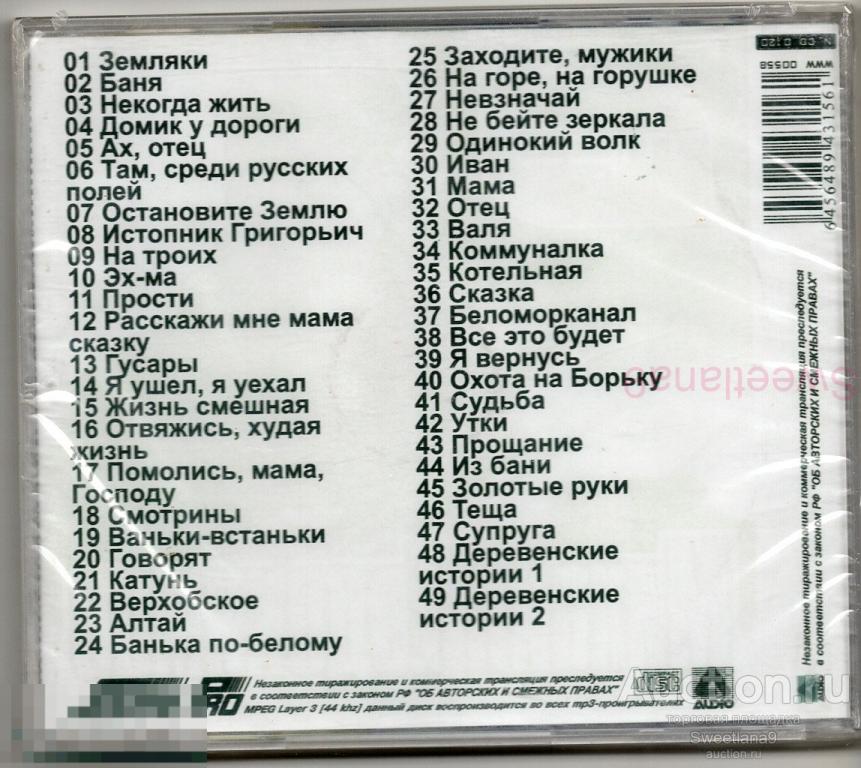 01 Земляки
02 Баня
03 Некогда жить
04 Домик у дороги
05 Ах, отец
06 Там, среди русских
полей
07 Остановите Землю
08 Истопник Григорьич
09 На троих
10 Эх-ма
11 Прости
12 Расскажи мне мама
сказку
13 Гусары
14 Я ушел, я уехал
15 Жизнь смешная
16 Отвяжись, худая
жизнь
17 Помолись, мама,
Господу
18 Смотрины
19 Ваньки-встаньки
20 Говорят
21 Катунь
22 Верхобское
23 Алтай
24 Банька по-белому
25 Заходите, мужики
26 На горе, на горушке
27 Невзначай
28 Не бейте зеркала
29 Одинокий волк
30 Иван
31 Мама
32 Отец
33 Валя
34 Коммуналка
35 Котельная
36 Сказка
37 Беломорканал
38 Все это будет
39 Я вернусь
40 Охота на Борьку
41 Судьба
42 Утки
43 Прощание
44 Из бани
45 Золотые руки
46 Теща
47 Супруга
48 Деревенские
истории 1
49 Деревенские
истории 2
WWW 00558
6 456489 431561
Незаконное тиражирование и коммерческая трансляция преследуется
в соответствии с законом РФ "ОБ АВТОРСКИХ И СМЕЖНЫХ ПРАВАХ"
Sweetlana9
Незаконное тиражирование и коммерческая трансляция преследуется
в соответствии с законом РФ "ОБ АВТОРСКИХ И СМЕЖНЫХ ПРАВАХ"
MPEG Layer 3 [44 khz] данный диск воспроизводится во всех mp3-проигрывателях
AUDIO
Auction.ru
торговая площадка
Sweetlana9
auction.ru